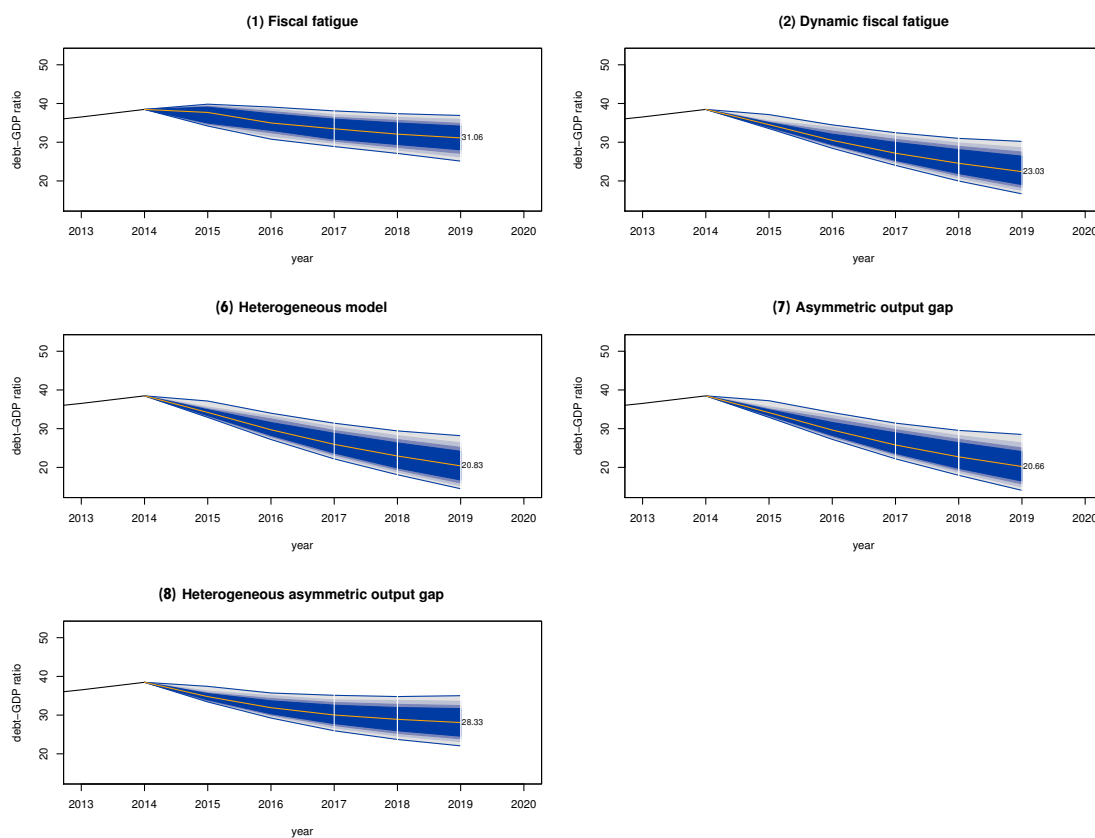 (1) Fiscal fatigue
debt−GDP ratio
50
40
30
20
31.06
2013 2014 2015 2016 2017 2018 2019 2020
year
(2) Dynamic fiscal fatigue
debt−GDP ratio
50
40
30
20
23.03
2013 2014 2015 2016 2017 2018 2019 2020
year
(6) Heterogeneous model
debt−GDP ratio
50
40
30
20
20.83
2013 2014 2015 2016 2017 2018 2019 2020
year
(7) Asymmetric output gap
debt−GDP ratio
50
40
30
20
20.66
2013 2014 2015 2016 2017 2018 2019 2020
year
(8) Heterogeneous asymmetric output gap
debt−GDP ratio
50
40
30
20
28.33
2013 2014 2015 2016 2017 2018 2019 2020
year